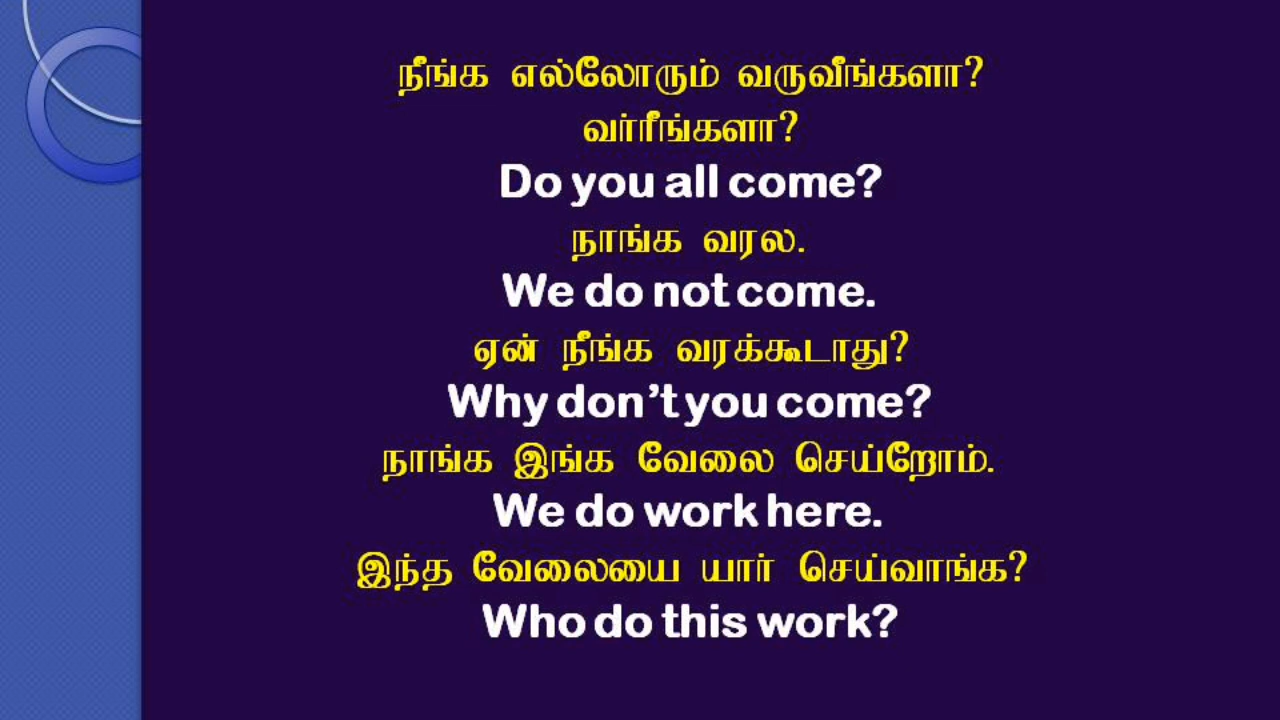 நீங்க எல்லோரும் வருவீங்களா?
வர்ரீங்களா?
Do you all come?
நாங்க வரல.
We do not come.
ஏன் நீங்க வரக்கூடாது?
Why don’t you come?
நாங்க இங்க வேலை செய்றோம்.
We do work here.
இந்த வேலையை யார் செய்வாங்க?
Who do this work?